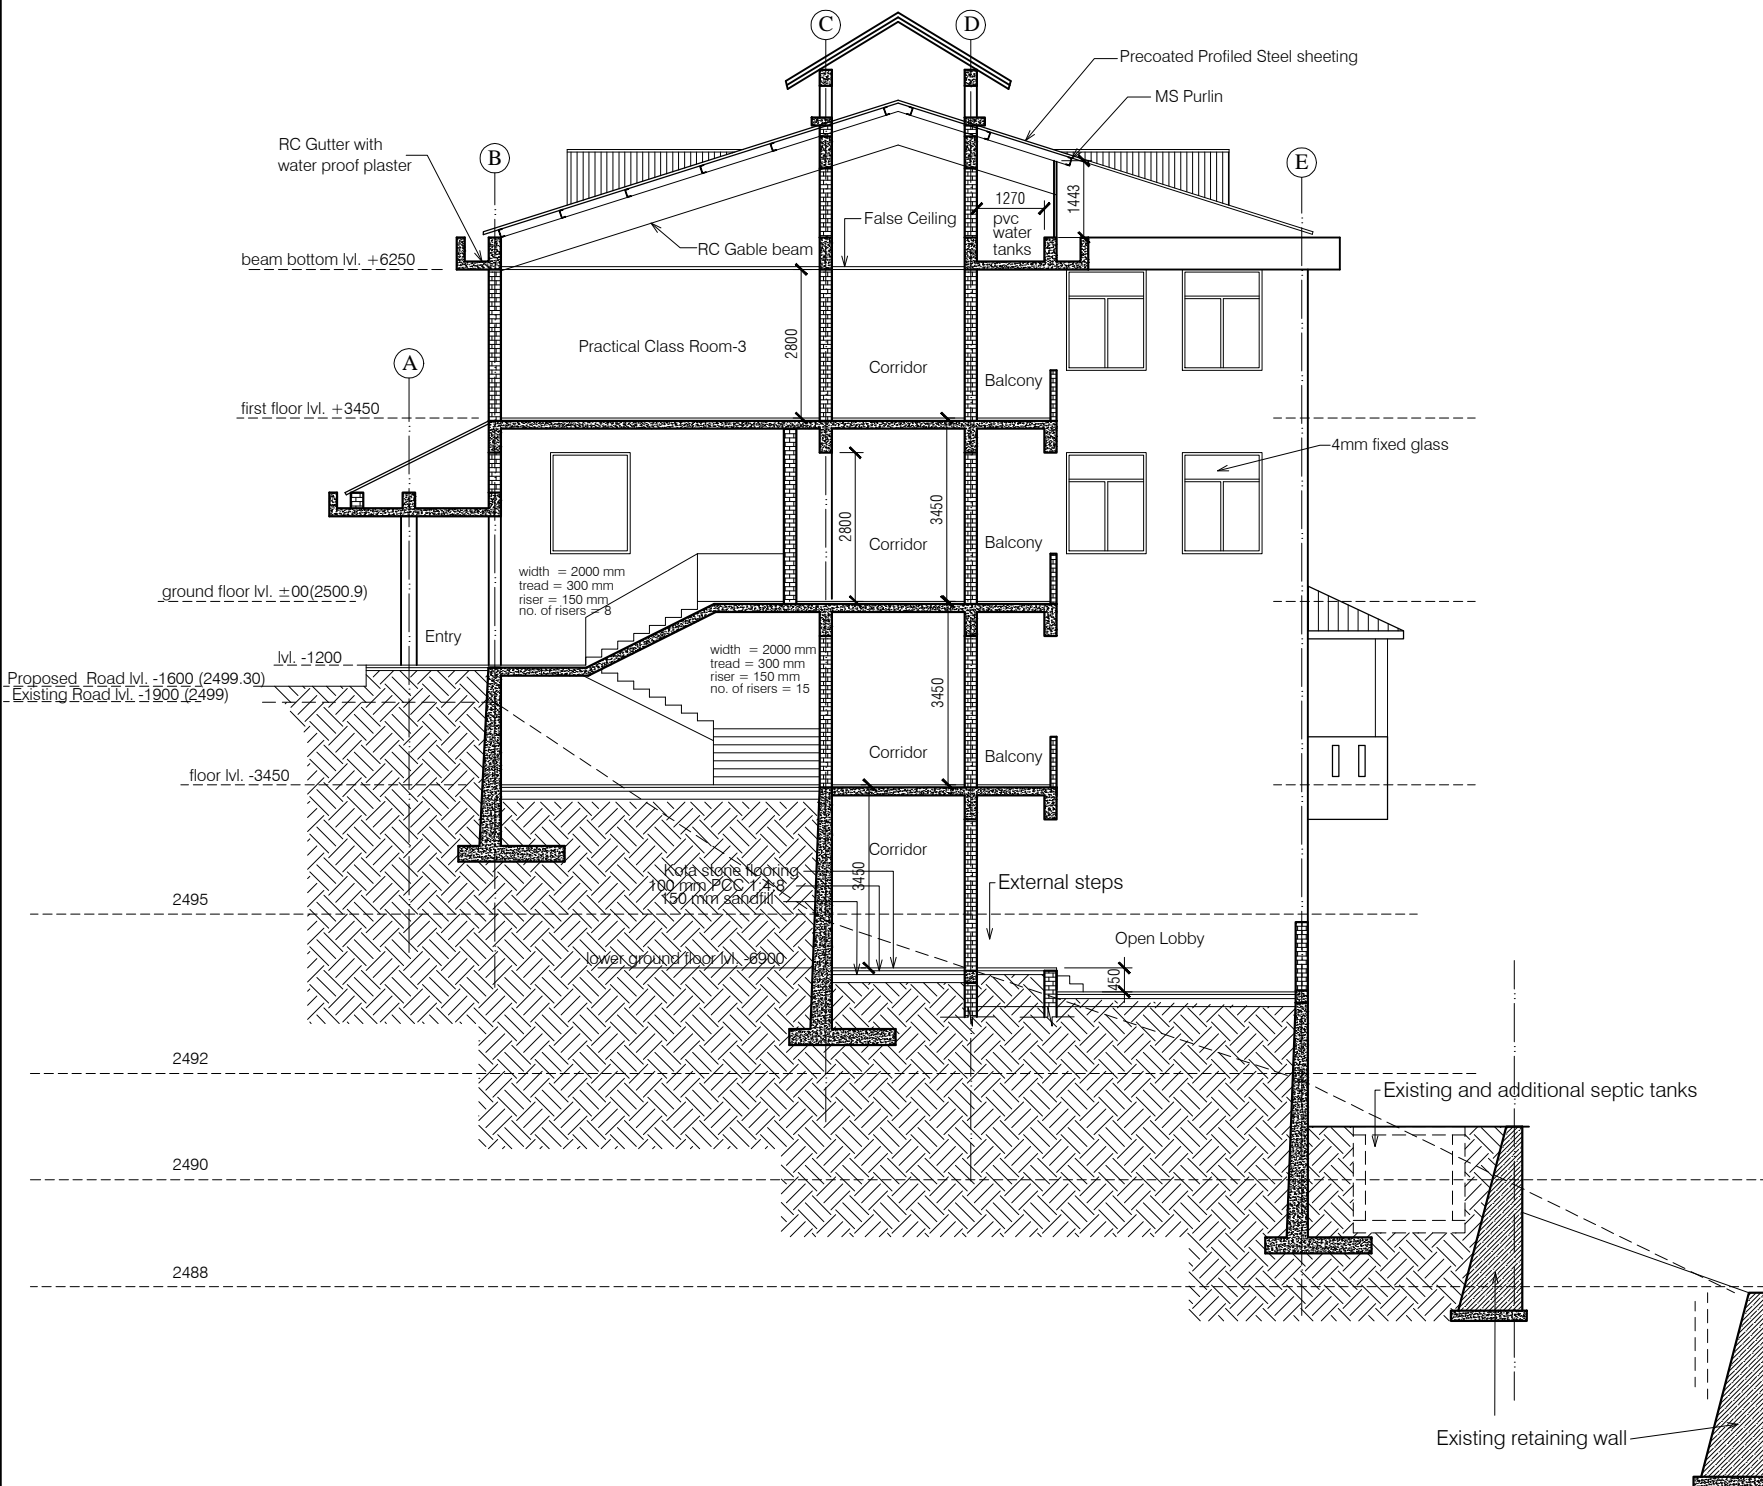 C
D
Precoated Profiled Steel sheeting
MS Purlin
RC Gutter with
water proof plaster
B
E
1270
1443
pvc
water
tanks
False Ceiling
RC Gable beam
beam bottom lvl. +6250
Practical Class Room-3
2800
Corridor
Balcony
A
first floor lvl. +3450
4mm fixed glass
2800
3450
Corridor
Balcony
width = 2000 mm
tread = 300 mm
riser = 150 mm
no. of risers = 8
ground floor lvl. ±00(2500.9)
Entry
lvl. -1200
width = 2000 mm
tread = 300 mm
riser = 150 mm
no. of risers = 15
Proposed Road lvl. -1600 (2499.30)
Existing Road lvl. -1900 (2499)
3450
Corridor
Balcony
floor lvl. -3450
Corridor
3450
Kota stone flooring
100 mm PCC 1:4:8
150 mm sandfill
External steps
2495
Open Lobby
lower ground floor lvl. -6900
450
2492
Existing and additional septic tanks
2490
2488
Existing retaining wall